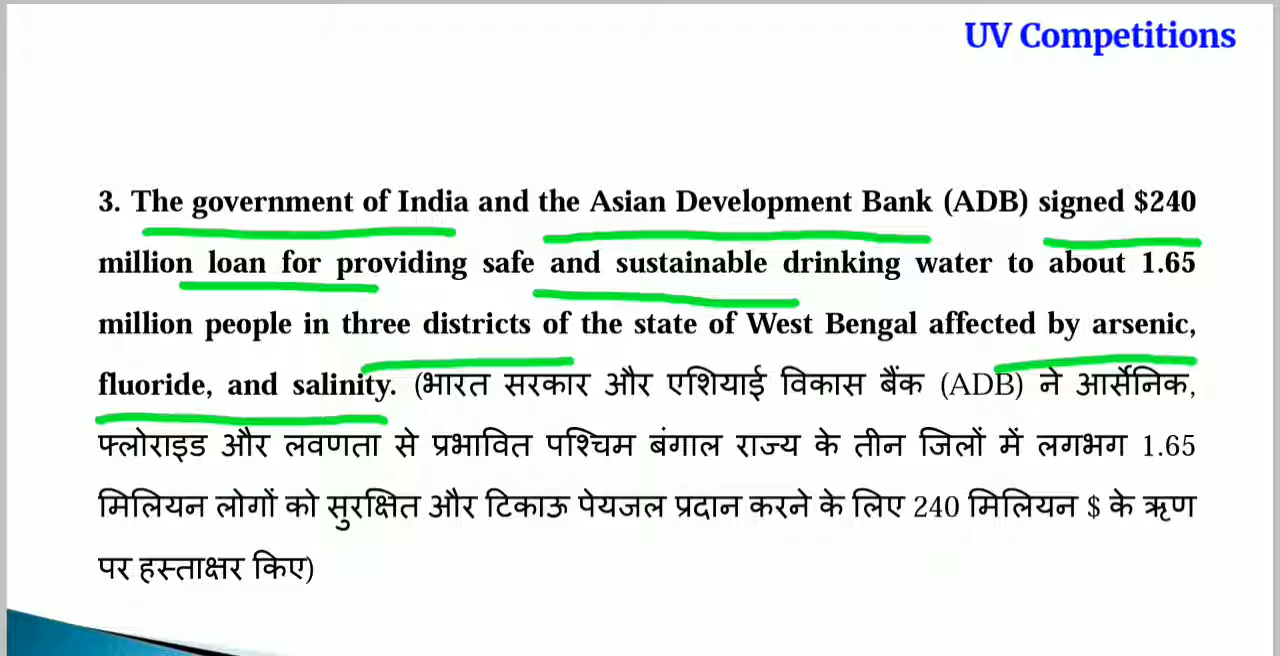 UV Competitions
3. The government of India and the Asian Development Bank (ADB) signed $240
million loan for providing safe and sustainable drinking water to about 1.65
million people in three districts of the state of West Bengal affected by arsenic,
fluoride, and salinity. (भारत सरकार और एशियाई विकास बैंक (ADB) ने आर्सेनिक,
फ्लोराइड और लवणता से प्रभावित पश्चिम बंगाल राज्य के तीन जिलों में लगभग 1.65
मिलियन लोगों को सुरक्षित और टिकाऊ पेयजल प्रदान करने के लिए 240 मिलियन $ के ऋण
पर हस्ताक्षर किए)